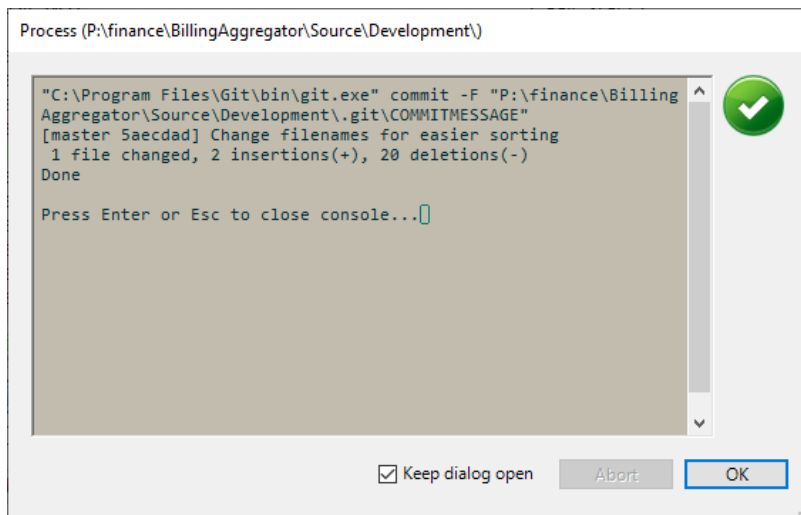 Process (P:\finance\BillingAggregator\Source\Development\)
"C:\Program Files\Git\bin\git.exe" commit -F "P:\finance\Billing
Aggregator\Source\Development\.git\COMMITMESSAGE"
[master 5aecdad] Change filenames for easier sorting
 1 file changed, 2 insertions(+), 20 deletions(-)
Done
Press Enter or Esc to close console...
Keep dialog open
Abort
OK